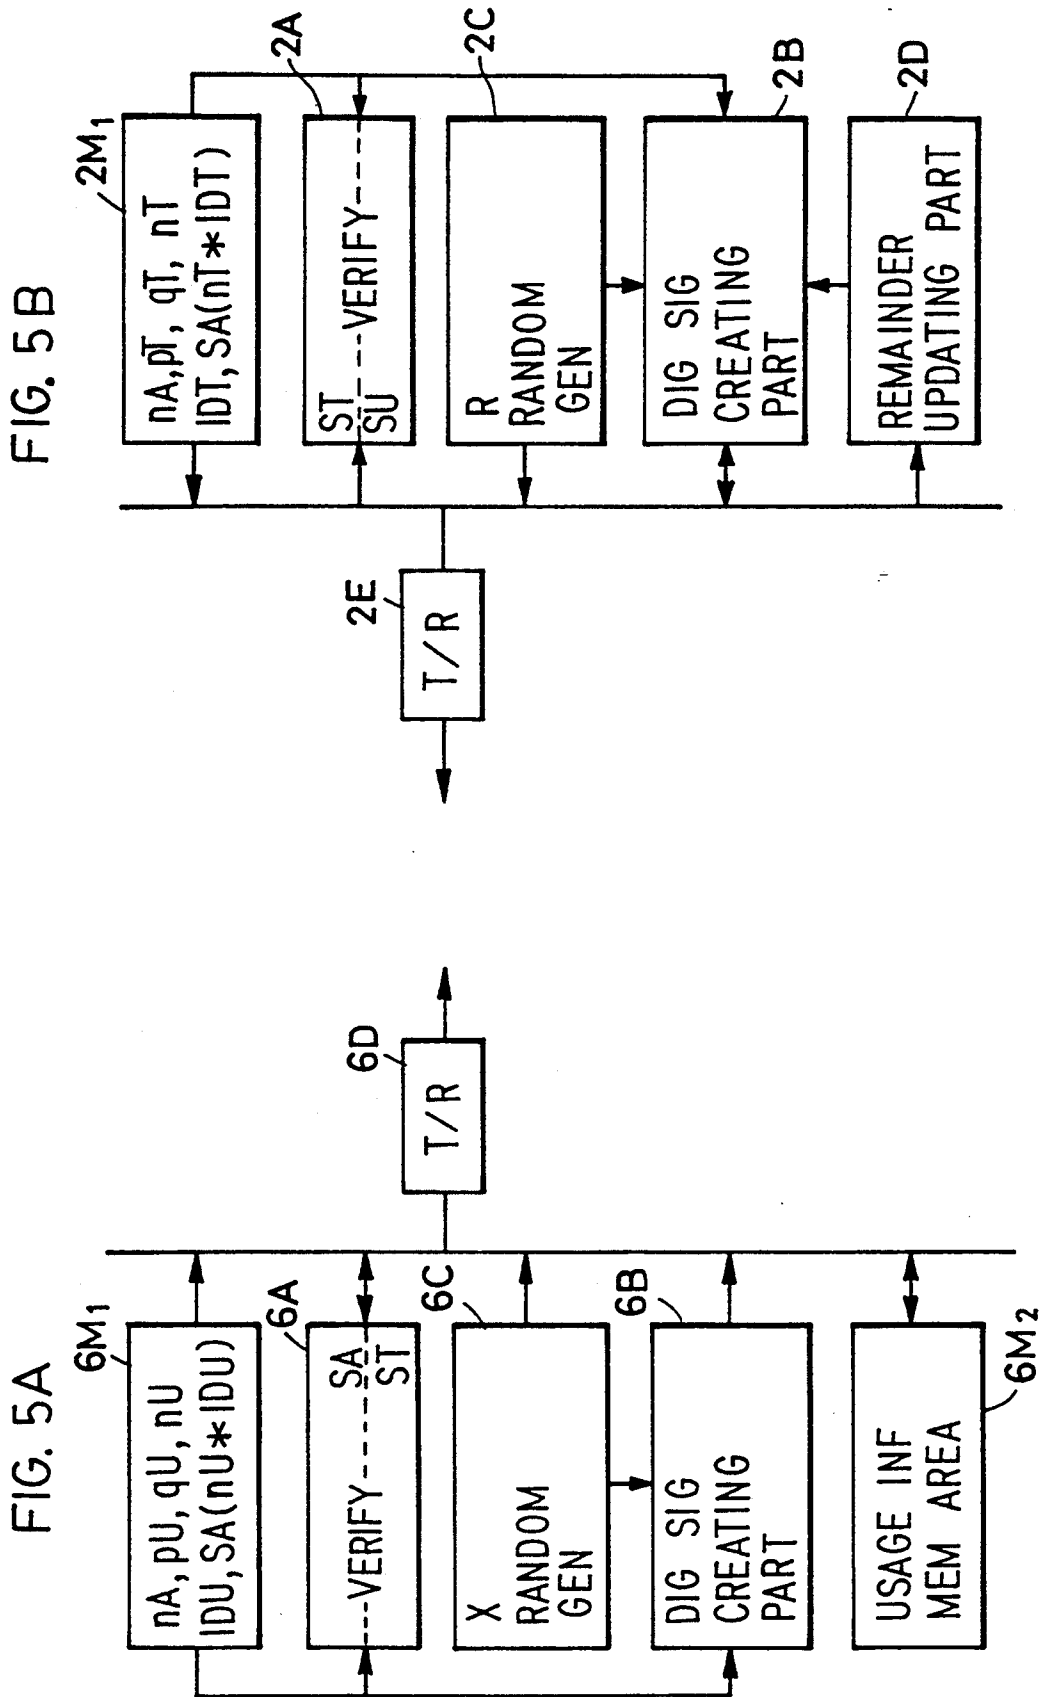 FIG. 5A
6M1
nA, pU, qU, nU
IDU, SA(nU*IDU)
6A
VERIFY
SA
ST
6C
X
RANDOM
GEN
6B
DIG SIG
CREATING
PART
USAGE INF
MEM AREA
6M2
6D
T/R
FIG. 5B
2M1
nA, pT, qT, nT
IDT, SA(nT*IDT)
2A
ST
SU
VERIFY
2C
R
RANDOM
GEN
DIG SIG
CREATING
PART
2B
REMAINDER
UPDATING PART
2D
2E
T/R